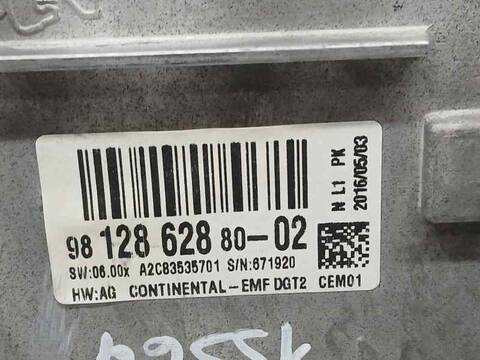 98 128 628 80-02
SW:06.00x A2C83535701 S/N:671920
HW:AG CONTINENTAL-EMF DGT2 CEM01
N L1 PK
2016/05/03